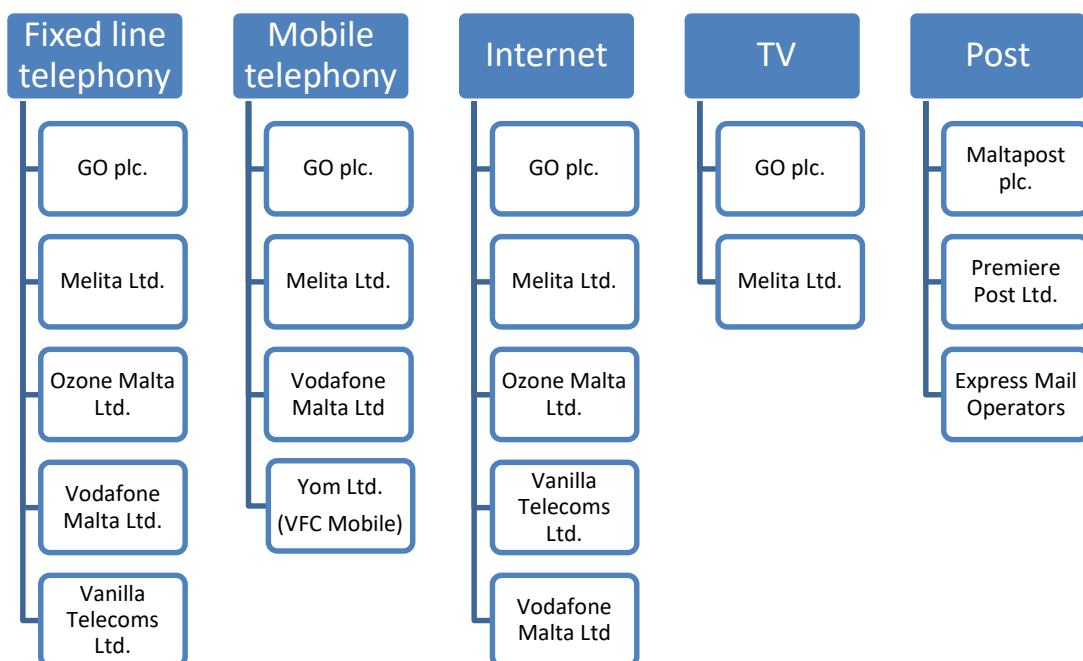 Fixed line
telephony
GO plc.
Melita Ltd.
Ozone Malta
Ltd.
Vodafone
Malta Ltd.
Vanilla
Telecoms
Ltd.
Mobile
telephony
GO plc.
Melita Ltd.
Vodafone
Malta Ltd
Yom Ltd.
(VFC Mobile)
Internet
GO plc.
Melita Ltd.
Ozone Malta
Ltd.
Vanilla
Telecoms
Ltd.
Vodafone
Malta Ltd
TV
GO plc.
Melita Ltd.
Post
Maltapost
plc.
Premiere
Post Ltd.
Express Mail
Operators